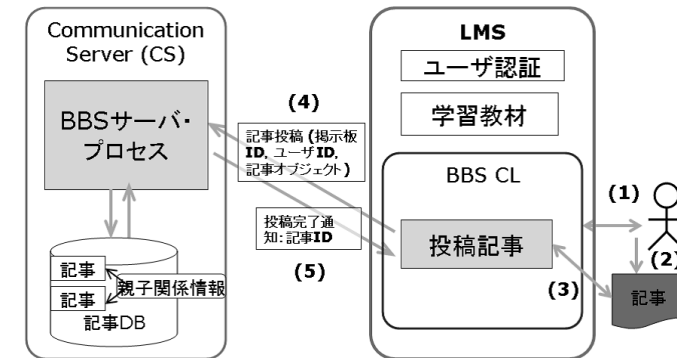 Communication
Server (CS)
BBSサーバ・
プロセス
記事
記事
親子関係情報
記事DB
(4)
記事投稿 (掲示板
ID, ユーザID,
記事オブジェクト)
投稿完了通
知: 記事ID
(5)
LMS
ユーザ認証
学習教材
BBS CL
投稿記事
(1)
(2)
(3)
記事